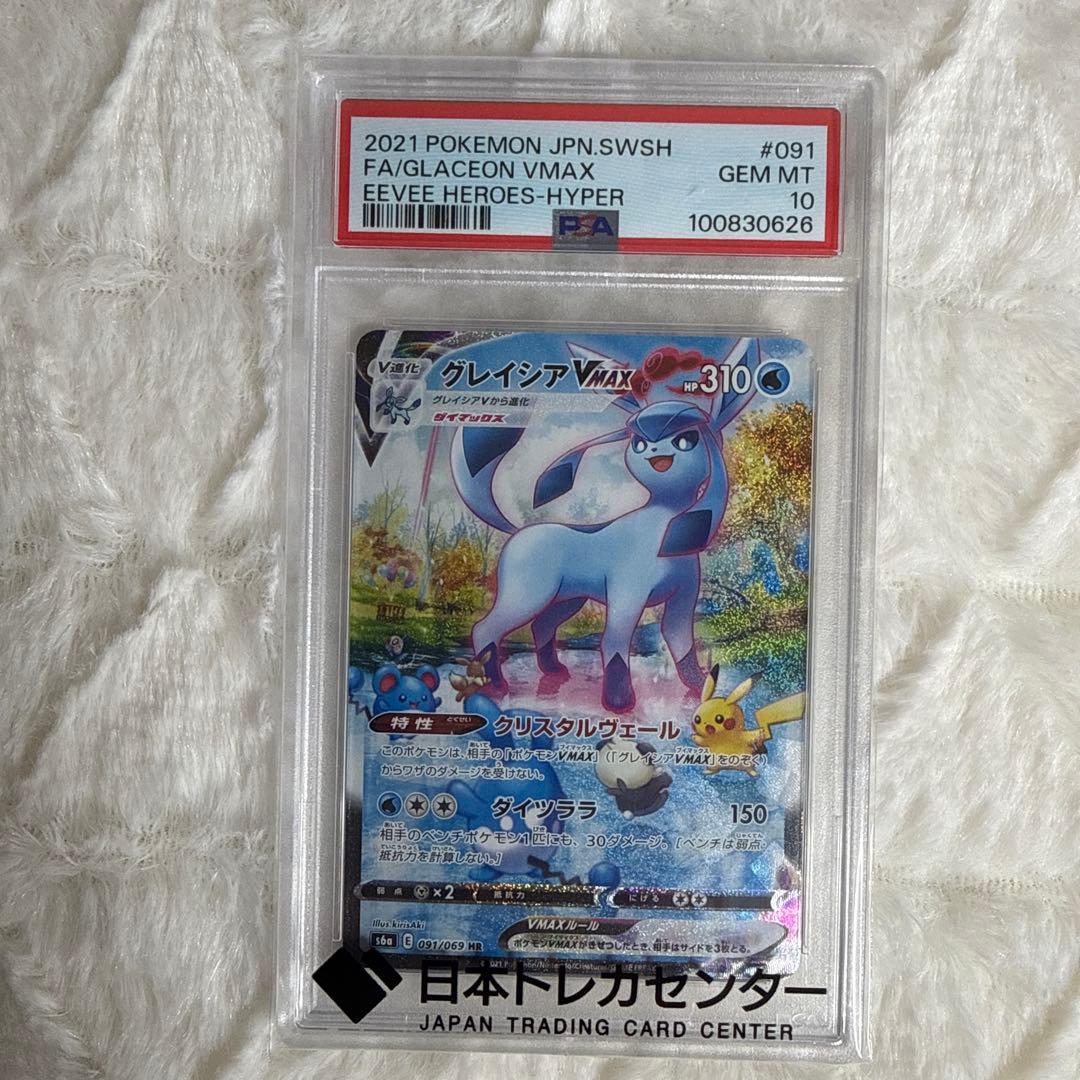 2021 POKEMON JPN.SWSH #091
FA/GLACEON VMAX GEM MT
EEVEE HEROES-HYPER 10
PSA 100830626
V進化 グレイシアVMAX HP310
グレイシアVから進化
ダイマックス
特性 とくせい クリスタルヴェール
このポケモンは、相手の「ポケモンVMAX」(「グレイシアVMAX」をのぞく)
からワザのダメージを受けない。
ダイツララ 150
相手のベンチポケモン1匹にも、30ダメージ。[ベンチは弱点・
抵抗力を計算しない。]
弱点 ×2 抵抗力 にげる
Illus. kirisAki
VMAXルール
s6a E 091/069 HR
ポケモンVMAXがきぜつしたとき、相手はサイドを3枚とる。
日本トレカセンター
JAPAN TRADING CARD CENTER